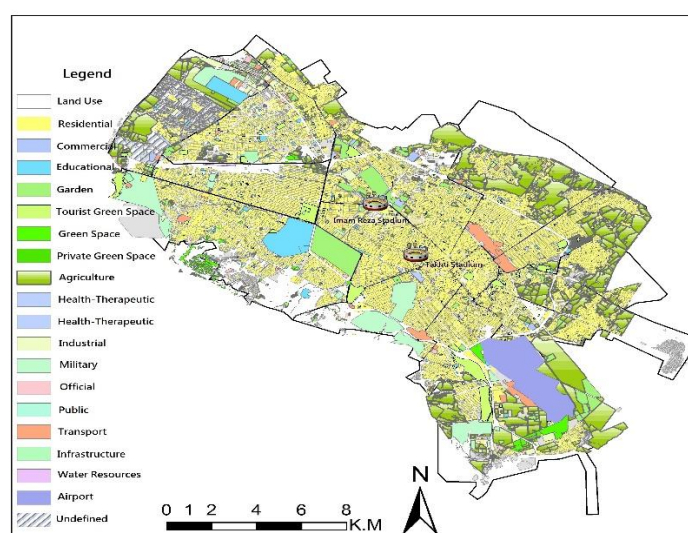 Legend
Land Use
Residential
Commercial
Educational
Garden
Tourist Green Space
Green Space
Private Green Space
Agriculture
Health-Therapeutic
Health-Therapeutic
Industrial
Military
Official
Public
Transport
Infrastructure
Water Resources
Airport
Undefined
Imam Reza Stadium
Takhti Stadium
N
0 1 2 4 6 8
K.M